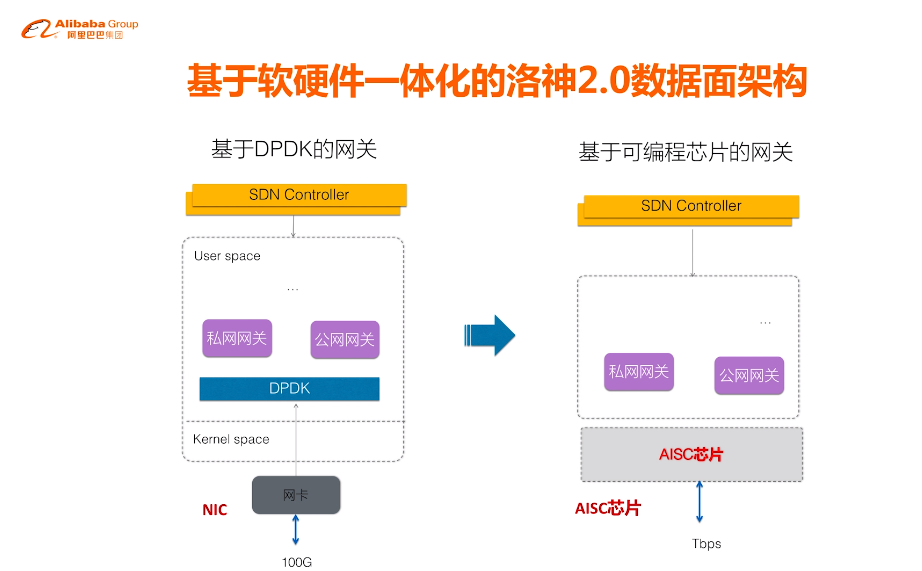 Alibaba Group
阿里巴巴集团
基于软硬件一体化的洛神2.0数据面架构
基于DPDK的网关
SDN Controller
User space
...
私网网关
公网网关
DPDK
Kernel space
网卡
NIC
100G
基于可编程芯片的网关
SDN Controller
...
私网网关
公网网关
AISC芯片
AISC芯片
Tbps